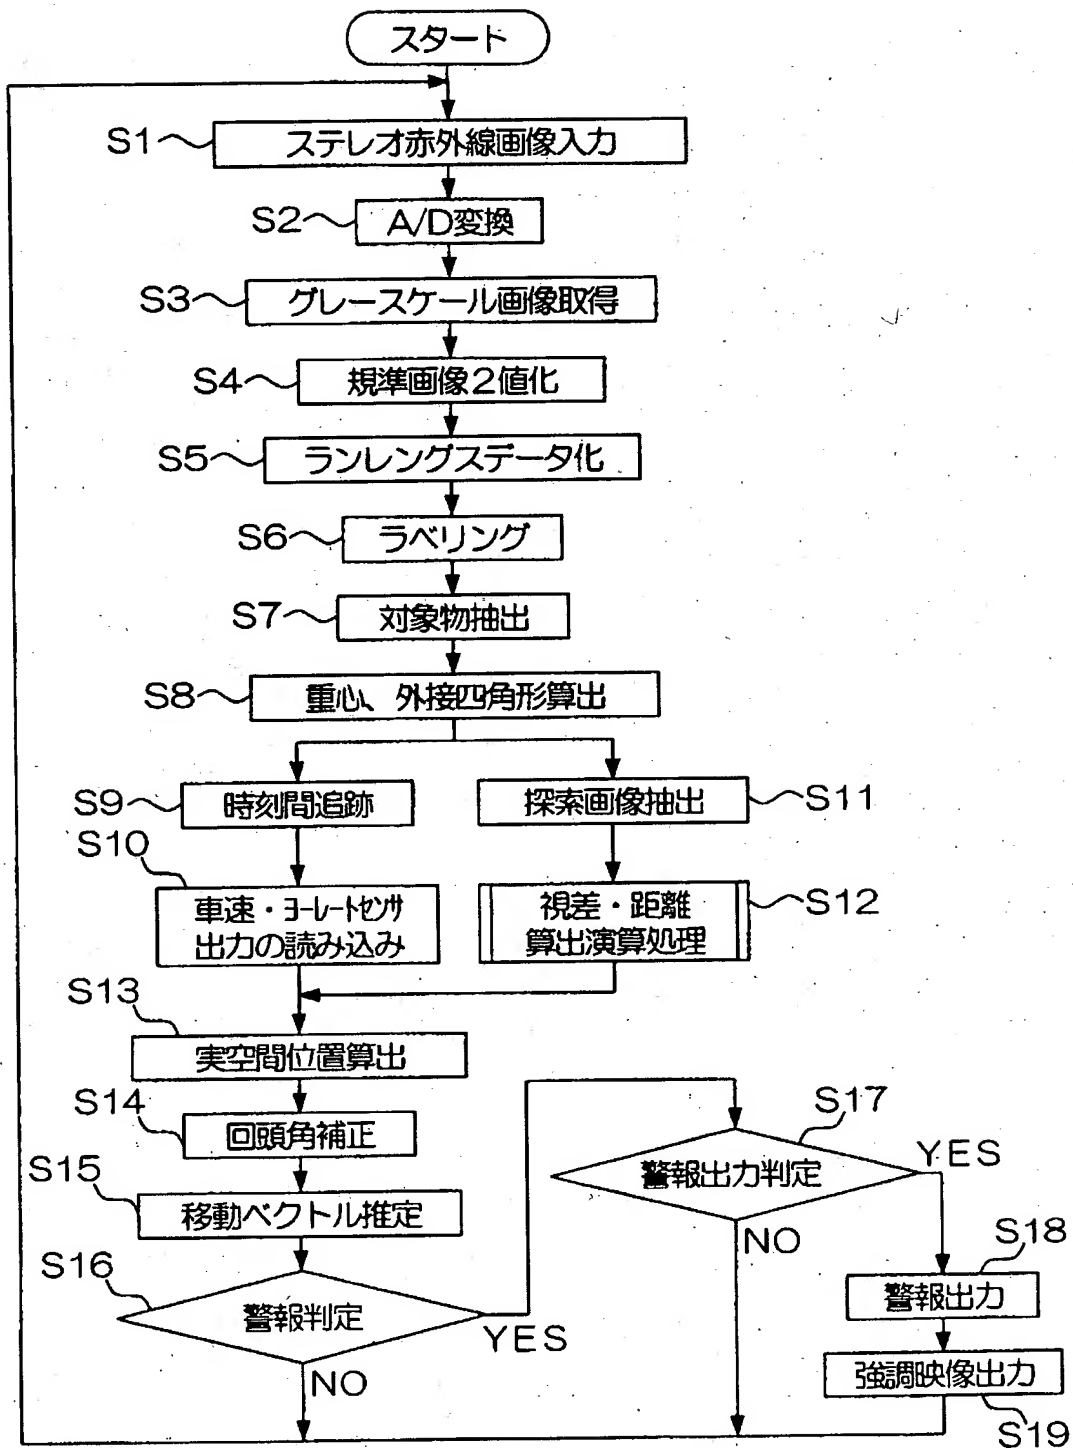 スタート
S1
ステレオ赤外線画像入力
S2
A/D変換
S3
グレースケール画像取得
S4
規準画像2値化
S5
ランレングスデータ化
S6
ラベリング
S7
対象物抽出
S8
重心、外接四角形算出
S9
時刻間追跡
探索画像抽出
S11
S10
車速・ヨーレートセンサ
出力の読み込み
視差・距離
算出演算処理
S12
S13
実空間位置算出
S14
回頭角補正
S15
移動ベクトル推定
S16
警報判定
YES
NO
S17
警報出力判定
YES
NO
S18
警報出力
強調映像出力
S19